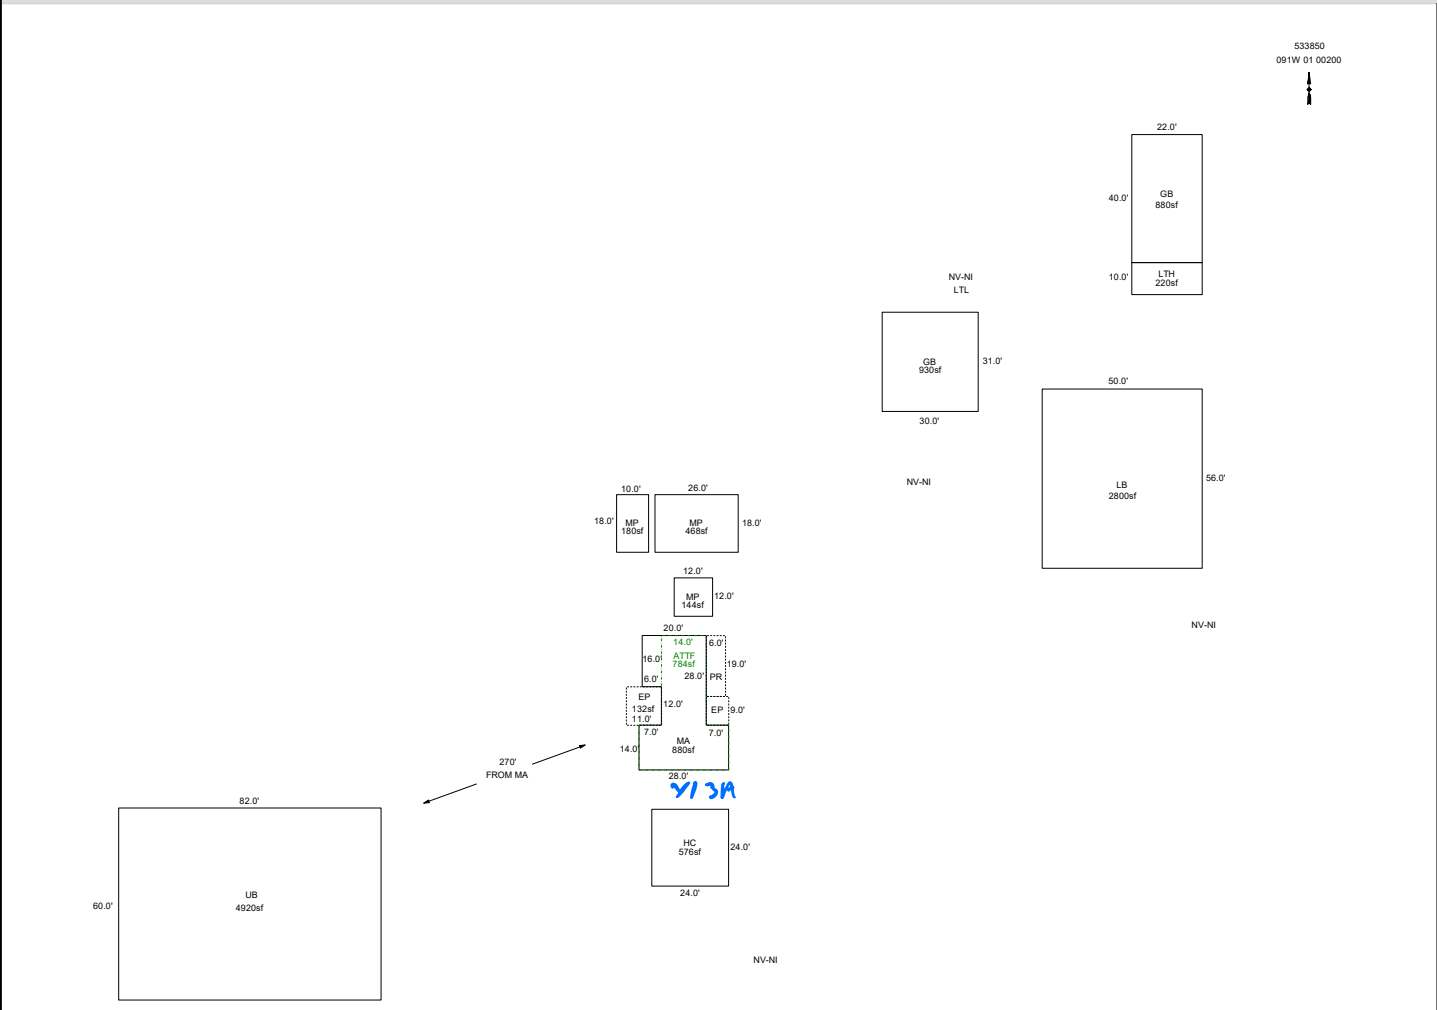 533850
091W 01 00200
22.0'
40.0'
GB
880sf
10.0'
LTH
220sf
NV-NI
LTL
GB
930sf
31.0'
30.0'
50.0'
LB
2800sf
56.0'
NV-NI
10.0'
26.0'
18.0'
MP
180sf
MP
468sf
18.0'
12.0'
MP
144sf
12.0'
NV-NI
20.0'
14.0'
6.0'
16.0'
ATTF
784sf
19.0'
6.0'
28.0'
PR
EP
132sf
11.0'
12.0'
EP
9.0'
7.0'
7.0'
14.0'
MA
880sf
28.0'
270'
FROM MA
82.0'
60.0'
UB
4920sf
HC
576sf
24.0'
24.0'
NV-NI